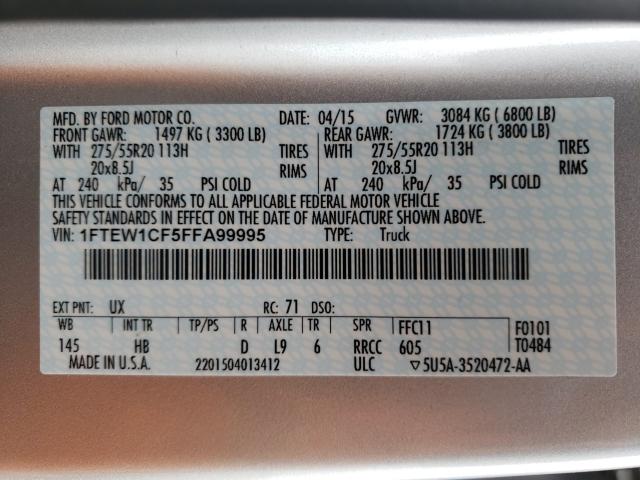 MFD. BY FORD MOTOR CO. DATE: 04/15 GVWR: 3084 KG ( 6800 LB)
FRONT GAWR: 1497 KG ( 3300 LB) REAR GAWR: 1724 KG ( 3800 LB)
WITH 275/55R20 113H TIRES WITH 275/55R20 113H TIRES
20x8.5J RIMS 20x8.5J RIMS
AT 240 kPa/ 35 PSI COLD AT 240 kPa/ 35 PSI COLD
THIS VEHICLE CONFORMS TO ALL APPLICABLE FEDERAL MOTOR VEHICLE
SAFETY STANDARDS IN EFFECT ON THE DATE OF MANUFACTURE SHOWN ABOVE.
VIN: 1FTEW1CF5FFA99995 TYPE: Truck
EXT PNT: UX RC: 71 DSO:
WB INT TR TP/PS R AXLE TR SPR FFC11 F0101
145 HB D L9 6 RRCC 605 T0484
MADE IN U.S.A. 2201504013412 ULC ▽5U5A-3520472-AA